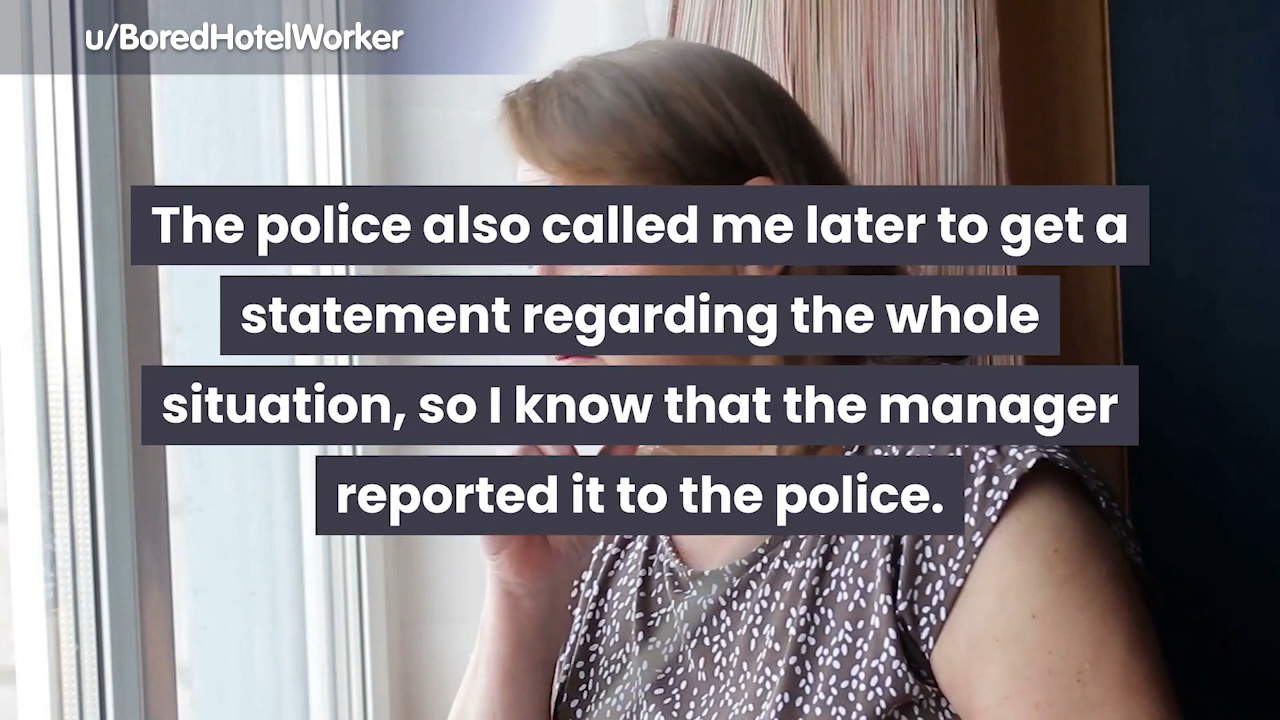 u/BoredHotelWorker
The police also called me later to get a
statement regarding the whole
situation, so I know that the manager
reported it to the police.